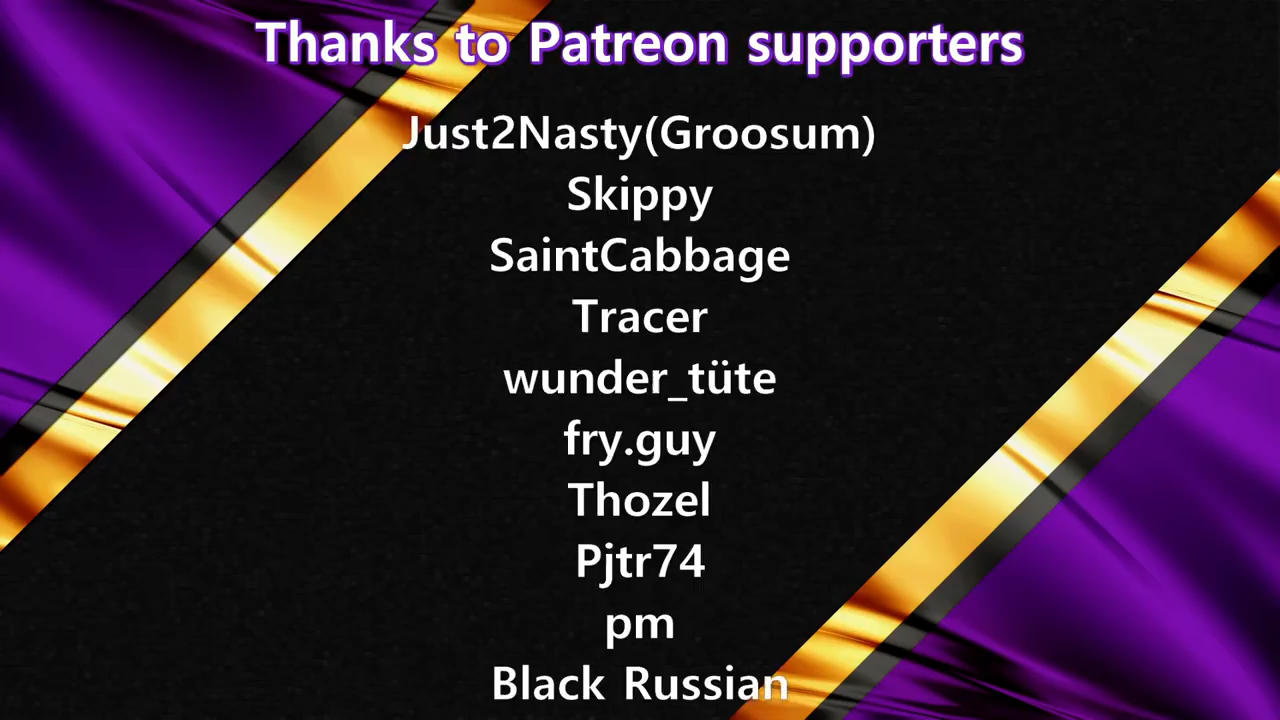 Thanks to Patreon supporters
Just2Nasty(Groosum)
Skippy
SaintCabbage
Tracer
wunder_tüte
fry.guy
Thozel
Pjtr74
pm
Black Russian